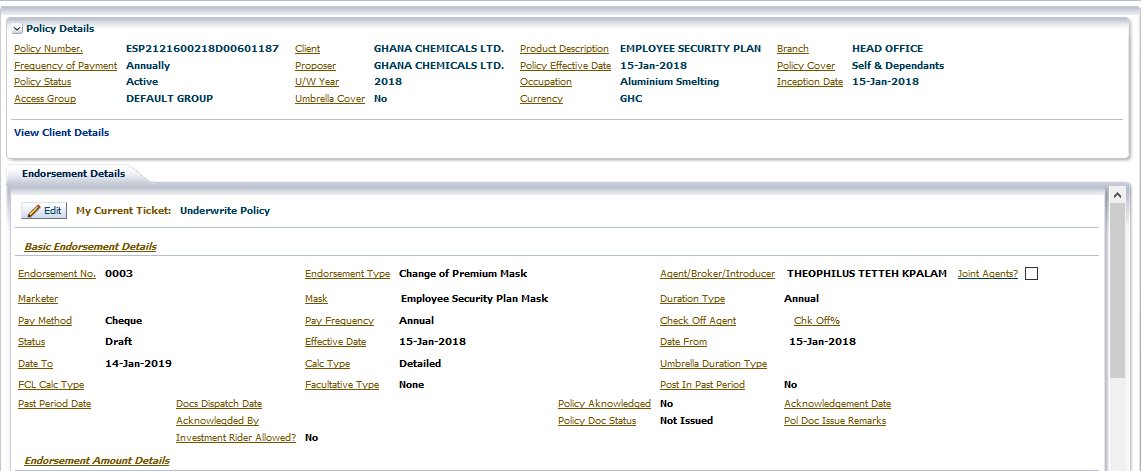 Policy Details
Policy Number. ESP2121600218D00601187 Client GHANA CHEMICALS LTD. Product Description EMPLOYEE SECURITY PLAN Branch HEAD OFFICE
Frequency of Payment Annually Proposer GHANA CHEMICALS LTD. Policy Effective Date 15-Jan-2018 Policy Cover Self & Dependants
Policy Status Active U/W Year 2018 Occupation Aluminium Smelting Inception Date 15-Jan-2018
Access Group DEFAULT GROUP Umbrella Cover No Currency GHC
View Client Details
Endorsement Details
Edit My Current Ticket: Underwrite Policy
Basic Endorsement Details
Endorsement No. 0003 Endorsement Type Change of Premium Mask Agent/Broker/Introducer THEOPHILUS TETTEH KPALAM Joint Agents?
Marketer Mask Employee Security Plan Mask Duration Type Annual
Pay Method Cheque Pay Frequency Annual Check Off Agent Chk Off%
Status Draft Effective Date 15-Jan-2018 Date From 15-Jan-2018
Date To 14-Jan-2019 Calc Type Detailed Umbrella Duration Type
FCL Calc Type Facultative Type None Post In Past Period No
Past Period Date Docs Dispatch Date Policy Aknowledged No Acknowledgement Date
Acknowlegded By Policy Doc Status Not Issued Pol Doc Issue Remarks
Investment Rider Allowed? No
Endorsement Amount Details